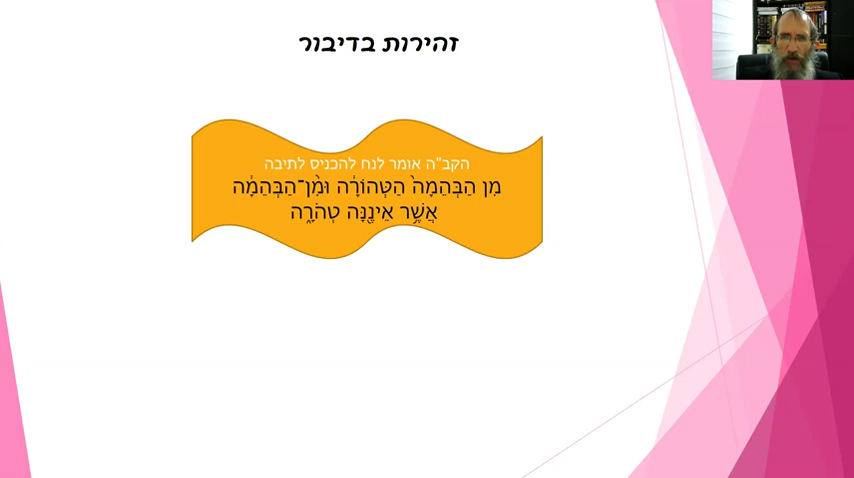 זהירות בדיבור
הקב"ה אומר לנח להכניס לתיבה
מִן הַבְּהֵמָה֙ הַטְּהוֹרָ֔ה וּמִ֨ן־הַבְּהֵמָ֔ה
אֲשֶׁ֥ר אֵינֶ֖נָּה טְהֹרָ֑ה